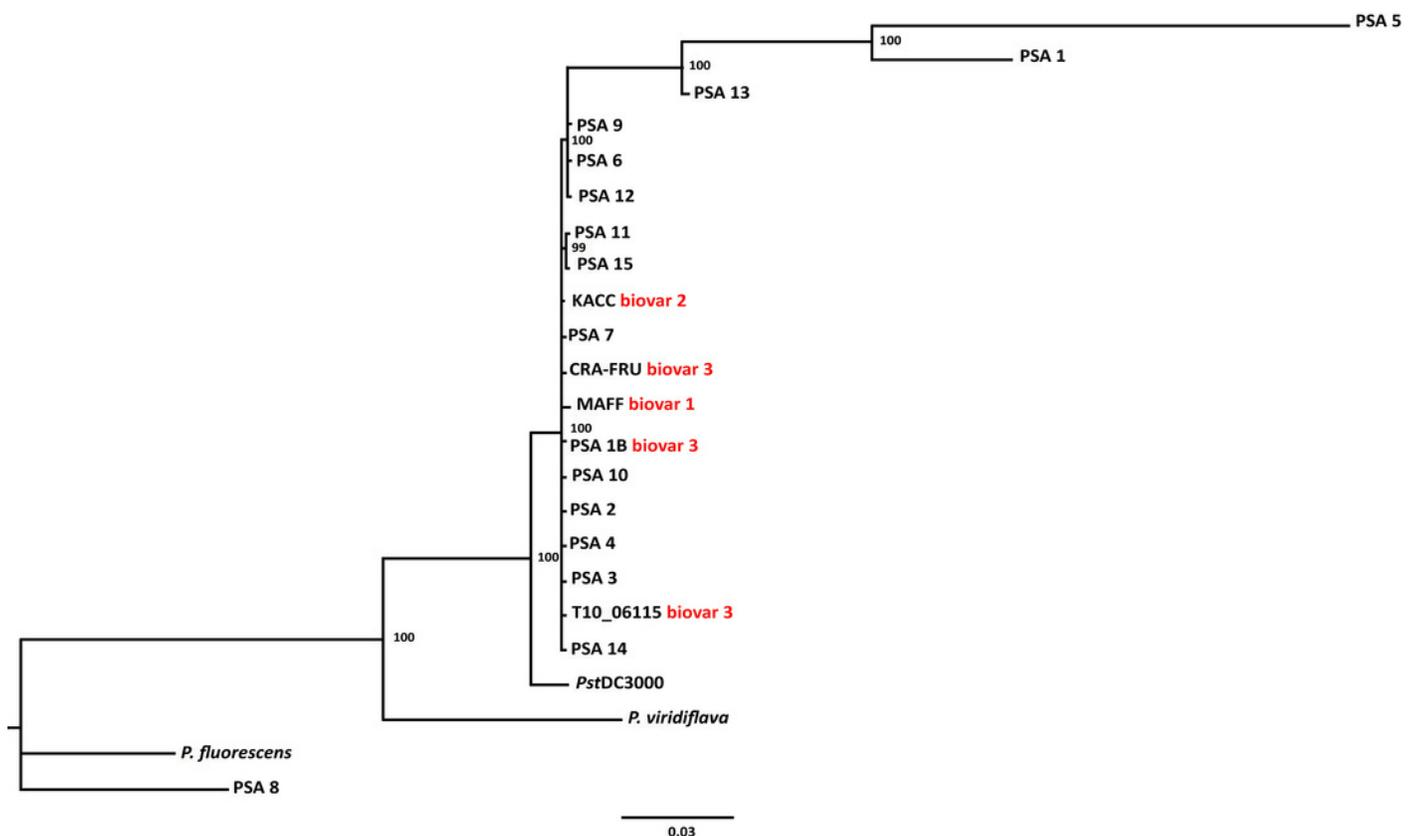 PSA 5
100
PSA 1
100
PSA 13
PSA 9
100
PSA 6
PSA 12
PSA 11
99
PSA 15
KACC biovar 2
PSA 7
CRA-FRU biovar 3
MAFF biovar 1
100
PSA 1B biovar 3
PSA 10
PSA 2
PSA 4
100
PSA 3
T10_06115 biovar 3
100
PSA 14
PstDC3000
P. viridiflava
P. fluorescens
PSA 8
0.03